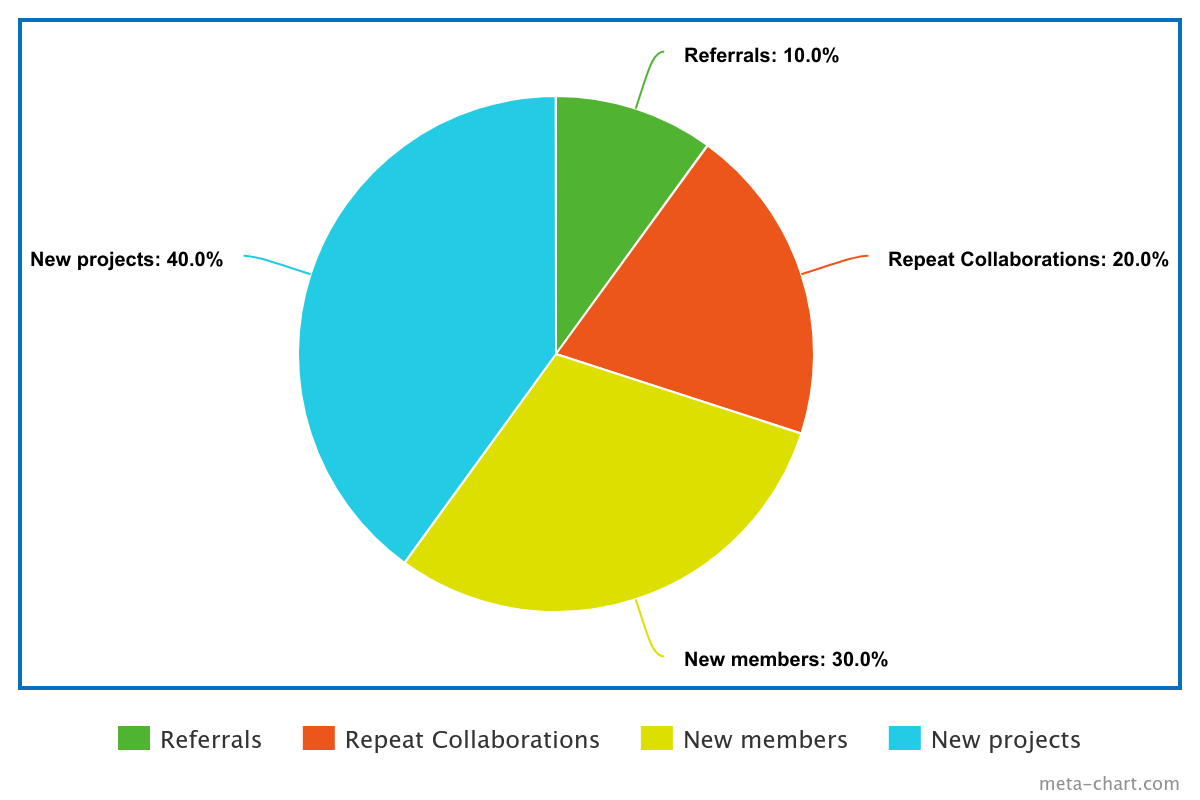 Referrals: 10.0%
New projects: 40.0%
Repeat Collaborations: 20.0%
New members: 30.0%
Referrals
Repeat Collaborations
New members
New projects
meta-chart.com